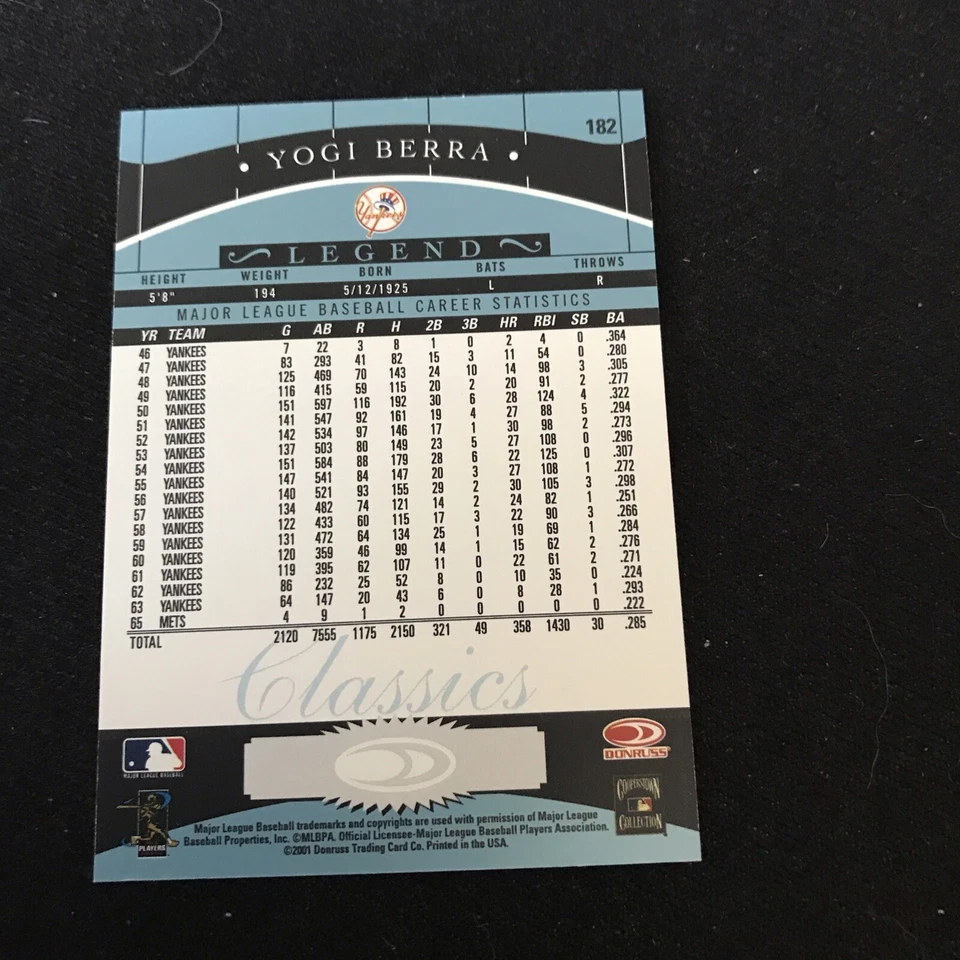 182
• YOGI BERRA •
Yankees
LEGEND
HEIGHT WEIGHT BORN BATS THROWS
5'8" 194 5/12/1925 L R
MAJOR LEAGUE BASEBALL CAREER STATISTICS
YR TEAM G AB R H 2B 3B HR RBI SB BA
46 YANKEES 7 22 3 8 1 0 2 4 0 .364
47 YANKEES 83 293 41 82 15 3 11 54 0 .280
48 YANKEES 125 469 70 143 24 10 14 98 3 .305
49 YANKEES 116 415 59 115 20 2 20 91 2 .277
50 YANKEES 151 597 116 192 30 6 28 124 4 .322
51 YANKEES 141 547 92 161 19 4 27 88 5 .294
52 YANKEES 142 534 97 146 17 1 30 98 2 .273
53 YANKEES 137 503 80 149 23 5 27 108 0 .296
54 YANKEES 151 584 88 179 28 6 22 125 0 .307
55 YANKEES 147 541 84 147 20 3 27 108 1 .272
56 YANKEES 140 521 93 155 29 2 30 105 3 .298
57 YANKEES 134 482 74 121 14 2 24 82 1 .251
58 YANKEES 122 433 60 115 17 3 22 90 3 .266
59 YANKEES 131 472 64 134 25 1 19 69 1 .284
60 YANKEES 120 359 46 99 14 1 15 62 2 .276
61 YANKEES 119 395 62 107 11 0 22 61 2 .271
62 YANKEES 86 232 25 52 8 0 10 35 0 .224
63 YANKEES 64 147 20 43 6 0 8 28 1 .293
65 METS 4 9 1 2 0 0 0 0 0 .222
TOTAL 2120 7555 1175 2150 321 49 358 1430 30 .285
Classics
MAJOR LEAGUE BASEBALL
DONRUSS
COOPERSTOWN
COLLECTION
PLAYERS
Major League Baseball trademarks and copyrights are used with permission of Major League
Baseball Properties, Inc. ©MLBPA. Official Licensee-Major League Baseball Players Association.
©2001 Donruss Trading Card Co. Printed in the USA.